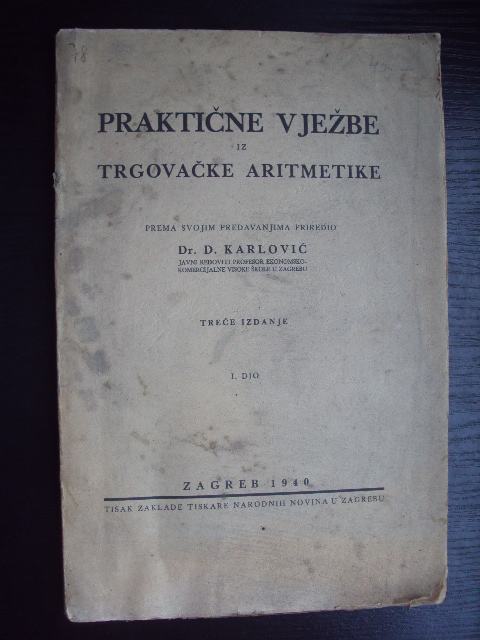 78
PRAKTIČNE VJEŽBE
IZ
TRGOVAČKE ARITMETIKE
PREMA SVOJIM PREDAVANJIMA PRIREDIO
Dr. D. KARLOVIĆ
JAVNI REDOVITI PROFESOR EKONOMSKO-
KOMERCIJALNE VISOKE ŠKOLE U ZAGREBU
TREĆE IZDANJE
I. DIO
ZAGREB 1940
TISAK ZAKLADE TISKARE NARODNIH NOVINA U ZAGREBU